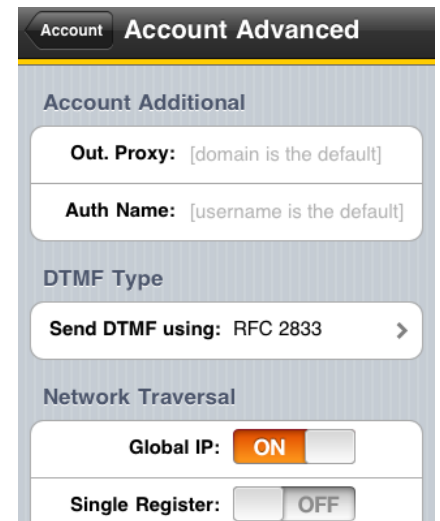 Account Account Advanced
Account Additional
Out. Proxy: [domain is the default]
Auth Name: [username is the default]
DTMF Type
Send DTMF using: RFC 2833
Network Traversal
Global IP: ON
Single Register: OFF